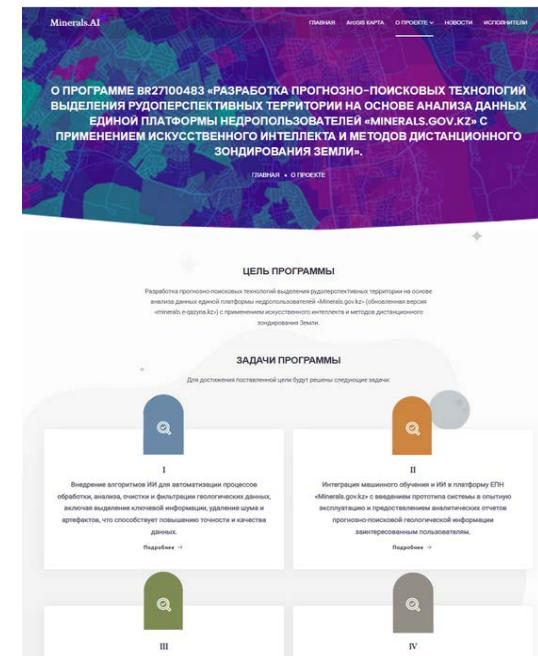 Minerals.AI
ГЛАВНАЯ ArcGIS КАРТА О ПРОЕКТЕ НОВОСТИ ИСПОЛНИТЕЛИ
О ПРОГРАММЕ BR27100483 «РАЗРАБОТКА ПРОГНОЗНО-ПОИСКОВЫХ ТЕХНОЛОГИЙ
ВЫДЕЛЕНИЯ РУДОПЕРСПЕКТИВНЫХ ТЕРРИТОРИИ НА ОСНОВЕ АНАЛИЗА ДАННЫХ
ЕДИНОЙ ПЛАТФОРМЫ НЕДРОПОЛЬЗОВАТЕЛЕЙ «MINERALS.GOV.KZ» С
ПРИМЕНЕНИЕМ ИСКУССТВЕННОГО ИНТЕЛЛЕКТА И МЕТОДОВ ДИСТАНЦИОННОГО
ЗОНДИРОВАНИЯ ЗЕМЛИ».
ГЛАВНАЯ • О ПРОЕКТЕ
ЦЕЛЬ ПРОГРАММЫ
Разработка прогнозно-поисковых технологий выделения рудоперспективных территории на основе
анализа данных единой платформы недропользователей «Minerals.gov.kz» (обновленная версия
«minerals.e-qazyna.kz») с применением искусственного интеллекта и методов дистанционного
зондирования Земли.
ЗАДАЧИ ПРОГРАММЫ
Для достижения поставленной цели будут решены следующие задачи:
I
Внедрение алгоритмов ИИ для автоматизации процессов
обработки, анализа, очистки и фильтрации геологических данных,
включая выделение ключевой информации, удаление шума и
артефактов, что способствует повышению точности и качества
данных.
Подробнее →
II
Интеграция машинного обучения и ИИ в платформу ЕПН
«Minerals.gov.kz» с введением прототипа системы в опытную
эксплуатацию и предоставлением аналитических отчетов
прогнозно-поисковой геологической информации
заинтересованным пользователям.
Подробнее →
III
IV